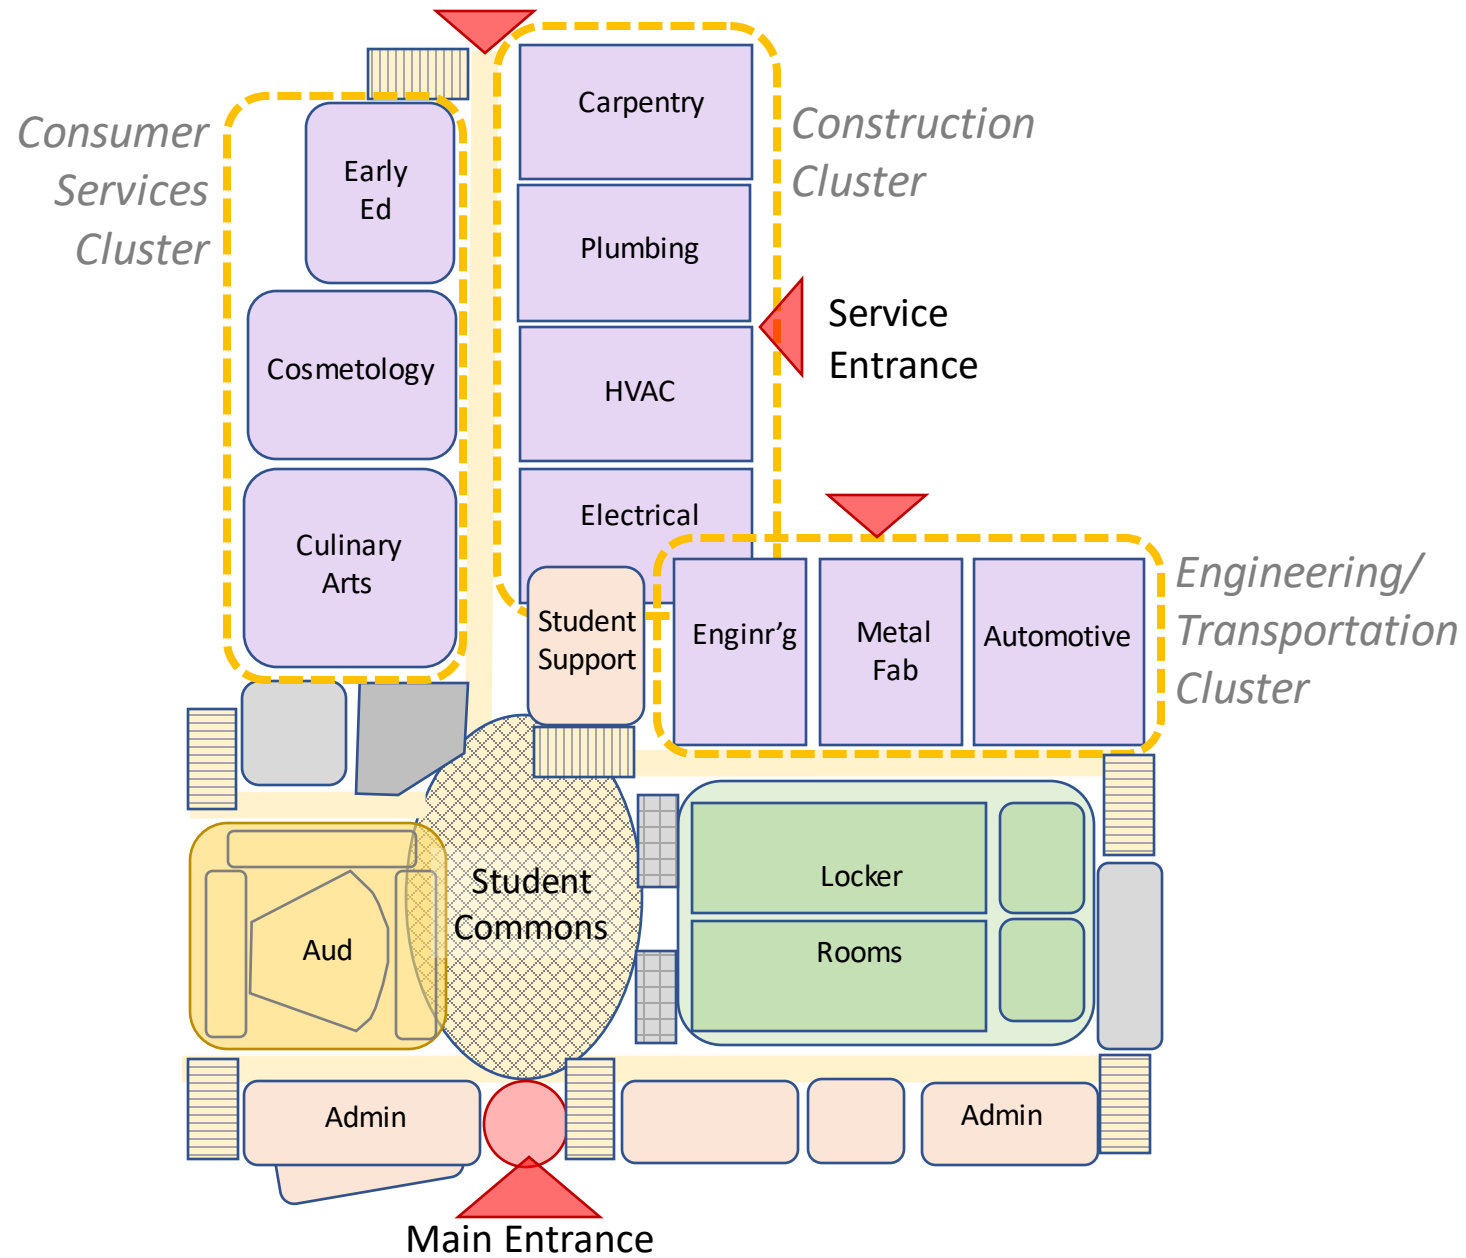 Consumer
Services
Cluster
Early
Ed
Cosmetology
Culinary
Arts
Carpentry
Plumbing
HVAC
Electrical
Construction
Cluster
Service
Entrance
Student
Support
Enginr’g
Metal
Fab
Automotive
Engineering/
Transportation
Cluster
Student
Commons
Aud
Locker
Rooms
Admin
Admin
Main Entrance